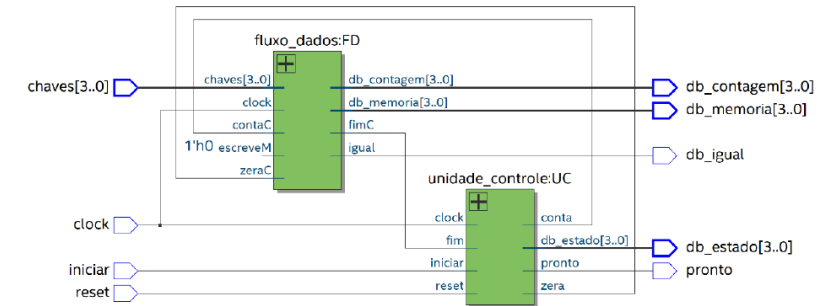 fluxo_dados:FD
chaves[3..0] chaves[3..0] db_contagem[3..0] db_contagem[3..0]
clock db_memoria[3..0] db_memoria[3..0]
contaC fimC
1'h0 escreveM igual db_igual
zeraC
unidade_controle:UC
clock clock conta
fim db_estado[3..0] db_estado[3..0]
iniciar iniciar pronto pronto
reset reset zera